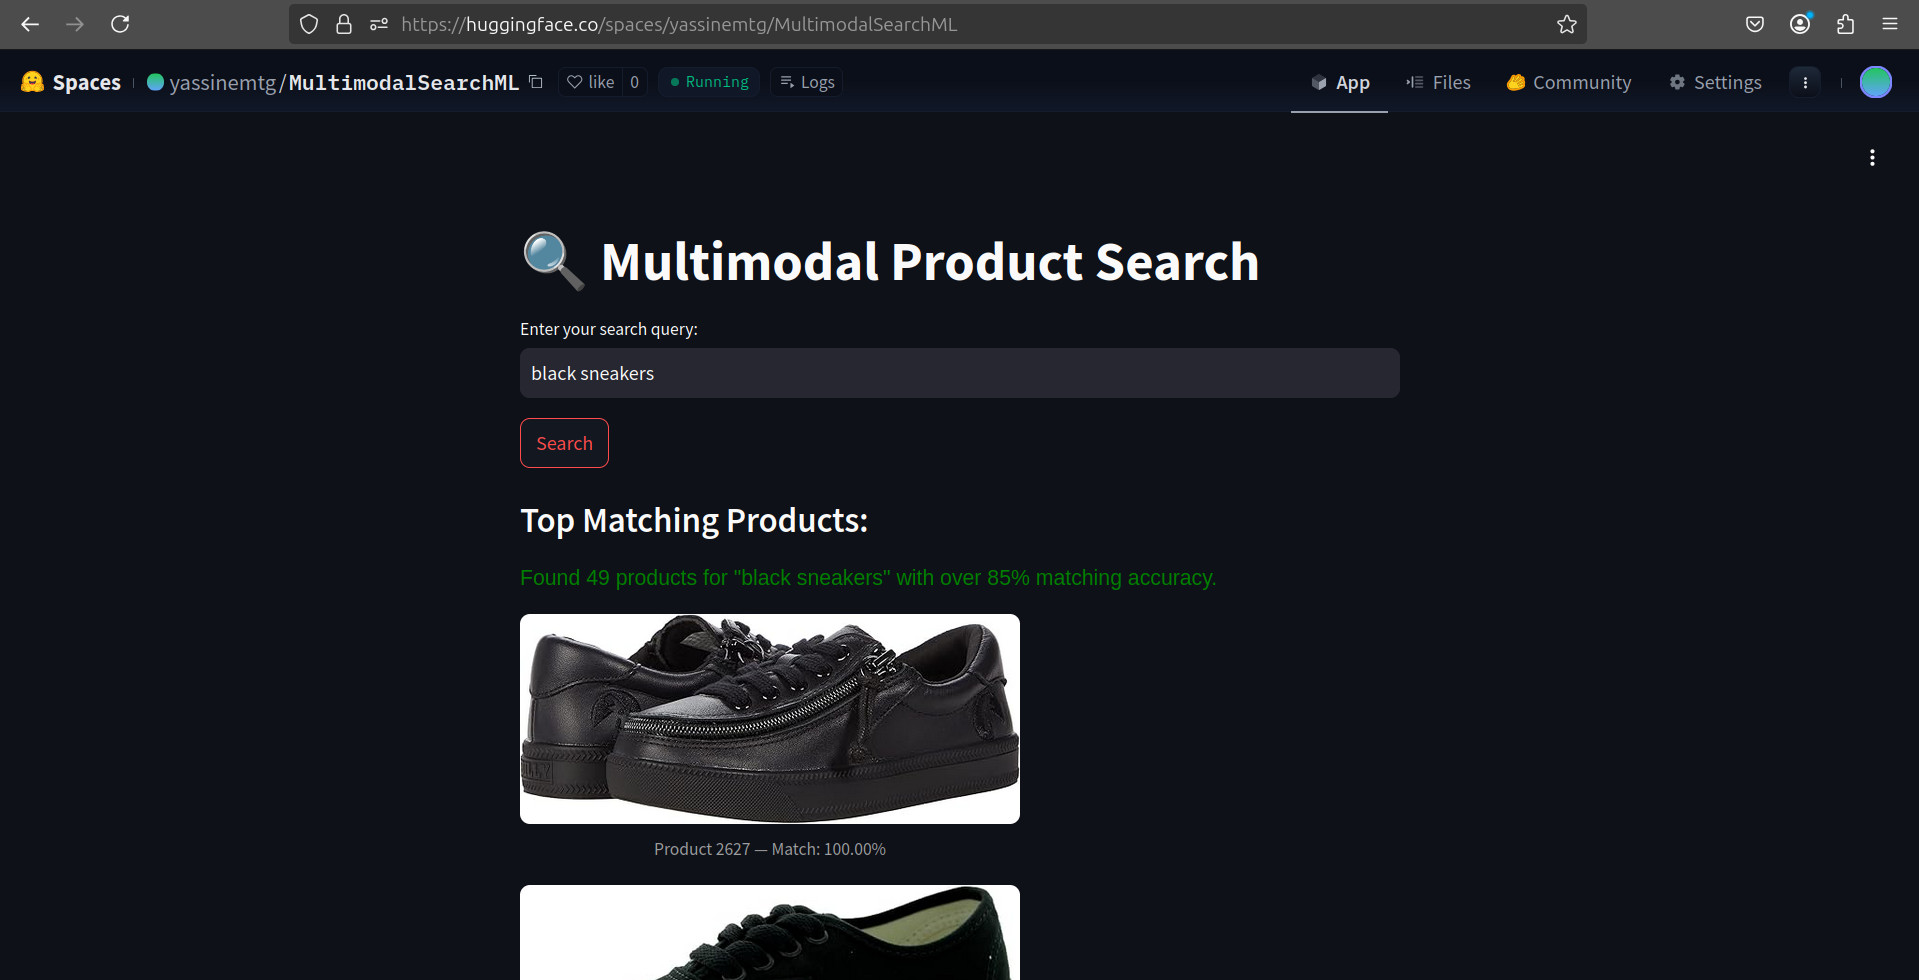 https://huggingface.co/spaces/yassinemtg/MultimodalSearchML
Spaces yassinemtg/MultimodalSearchML like 0 Running Logs App Files Community Settings
🔍 Multimodal Product Search
Enter your search query:
black sneakers
Search
Top Matching Products:
Found 49 products for "black sneakers" with over 85% matching accuracy.
Product 2627 — Match: 100.00%